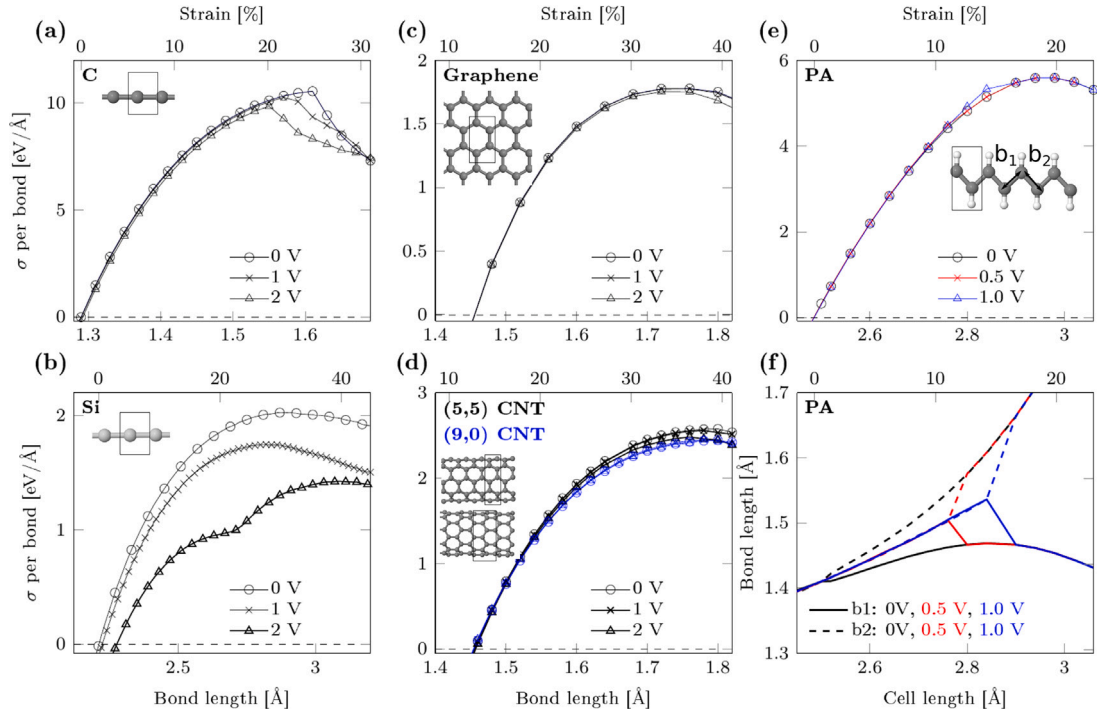 Strain [%]
0 10 20 30
(a)
C
σ per bond [eV/Å]
10
5
0
0 V
1 V
2 V
1.3 1.4 1.5 1.6
0 10 20 30 40
(b)
Si
σ per bond [eV/Å]
2
1
0
0 V
1 V
2 V
2.5 3
Bond length [Å]
Strain [%]
10 20 30 40
(c)
Graphene
2
1.5
1
0.5
0
0 V
1 V
2 V
1.4 1.5 1.6 1.7 1.8
10 20 30 40
(d)
(5,5) CNT
(9,0) CNT
3
2
1
0
0 V
1 V
2 V
1.4 1.5 1.6 1.7 1.8
Bond length [Å]
Strain [%]
0 10 20
(e)
PA
6
4
2
0
b1 b2
0 V
0.5 V
1.0 V
2.6 2.8 3
0 10 20
(f)
PA
Bond length [Å]
1.7
1.6
1.5
1.4
1.3
b1: 0V, 0.5 V, 1.0 V
b2: 0V, 0.5 V, 1.0 V
2.6 2.8 3
Cell length [Å]